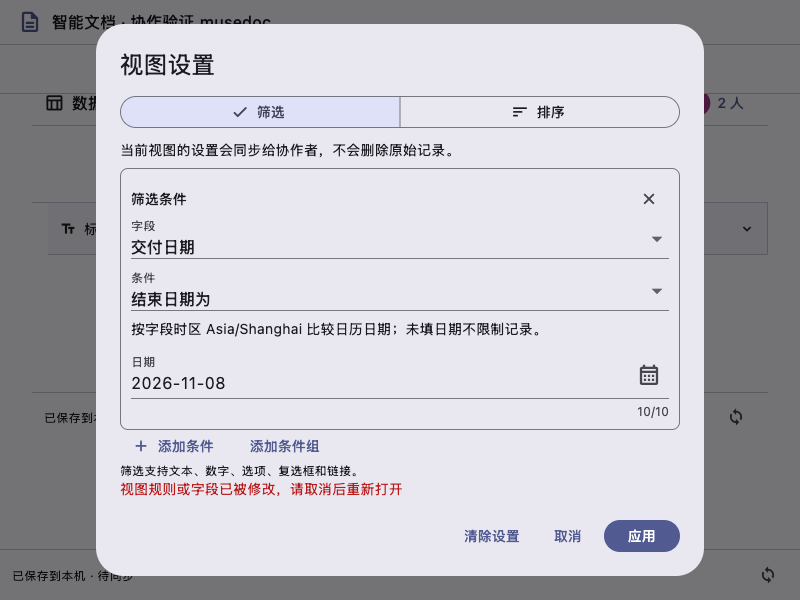 智能文档 · 协作验证 musedoc
视图设置
筛选
排序
2 人
当前视图的设置会同步给协作者，不会删除原始记录。
筛选条件
字段
交付日期
条件
结束日期为
按字段时区 Asia/Shanghai 比较日历日期；未填日期不限制记录。
日期
2026-11-08
10/10
添加条件
添加条件组
筛选支持文本、数字、选项、复选框和链接。
视图规则或字段已被修改，请取消后重新打开
清除设置
取消
应用
已保存到
已保存到本机 · 待同步